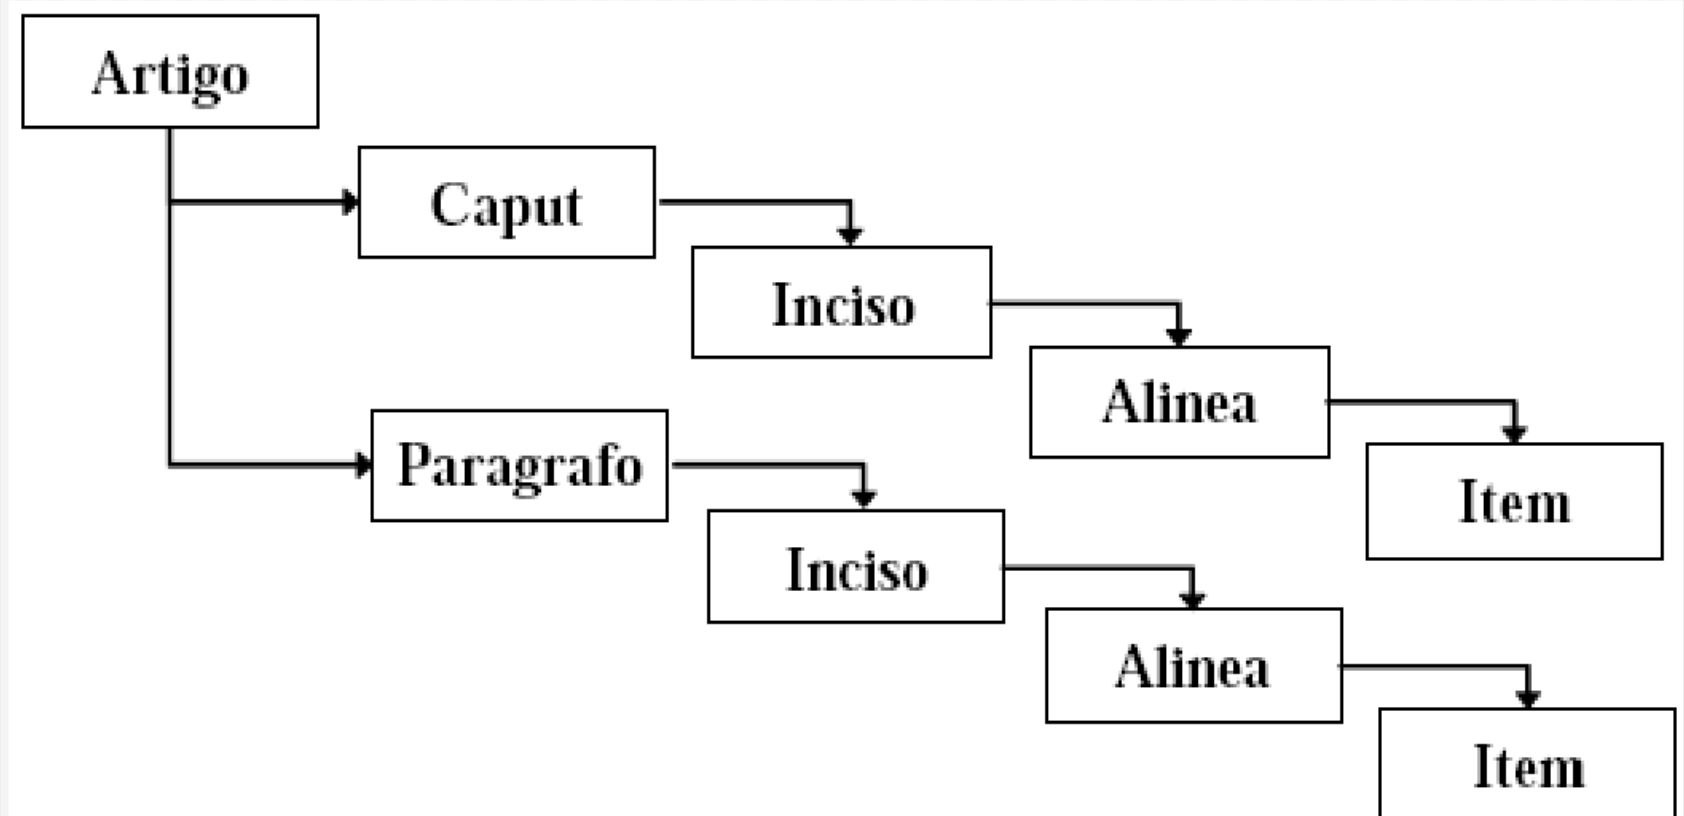 Artigo
Caput
Inciso
Alinea
Item
Paragrafo
Inciso
Alinea
Item